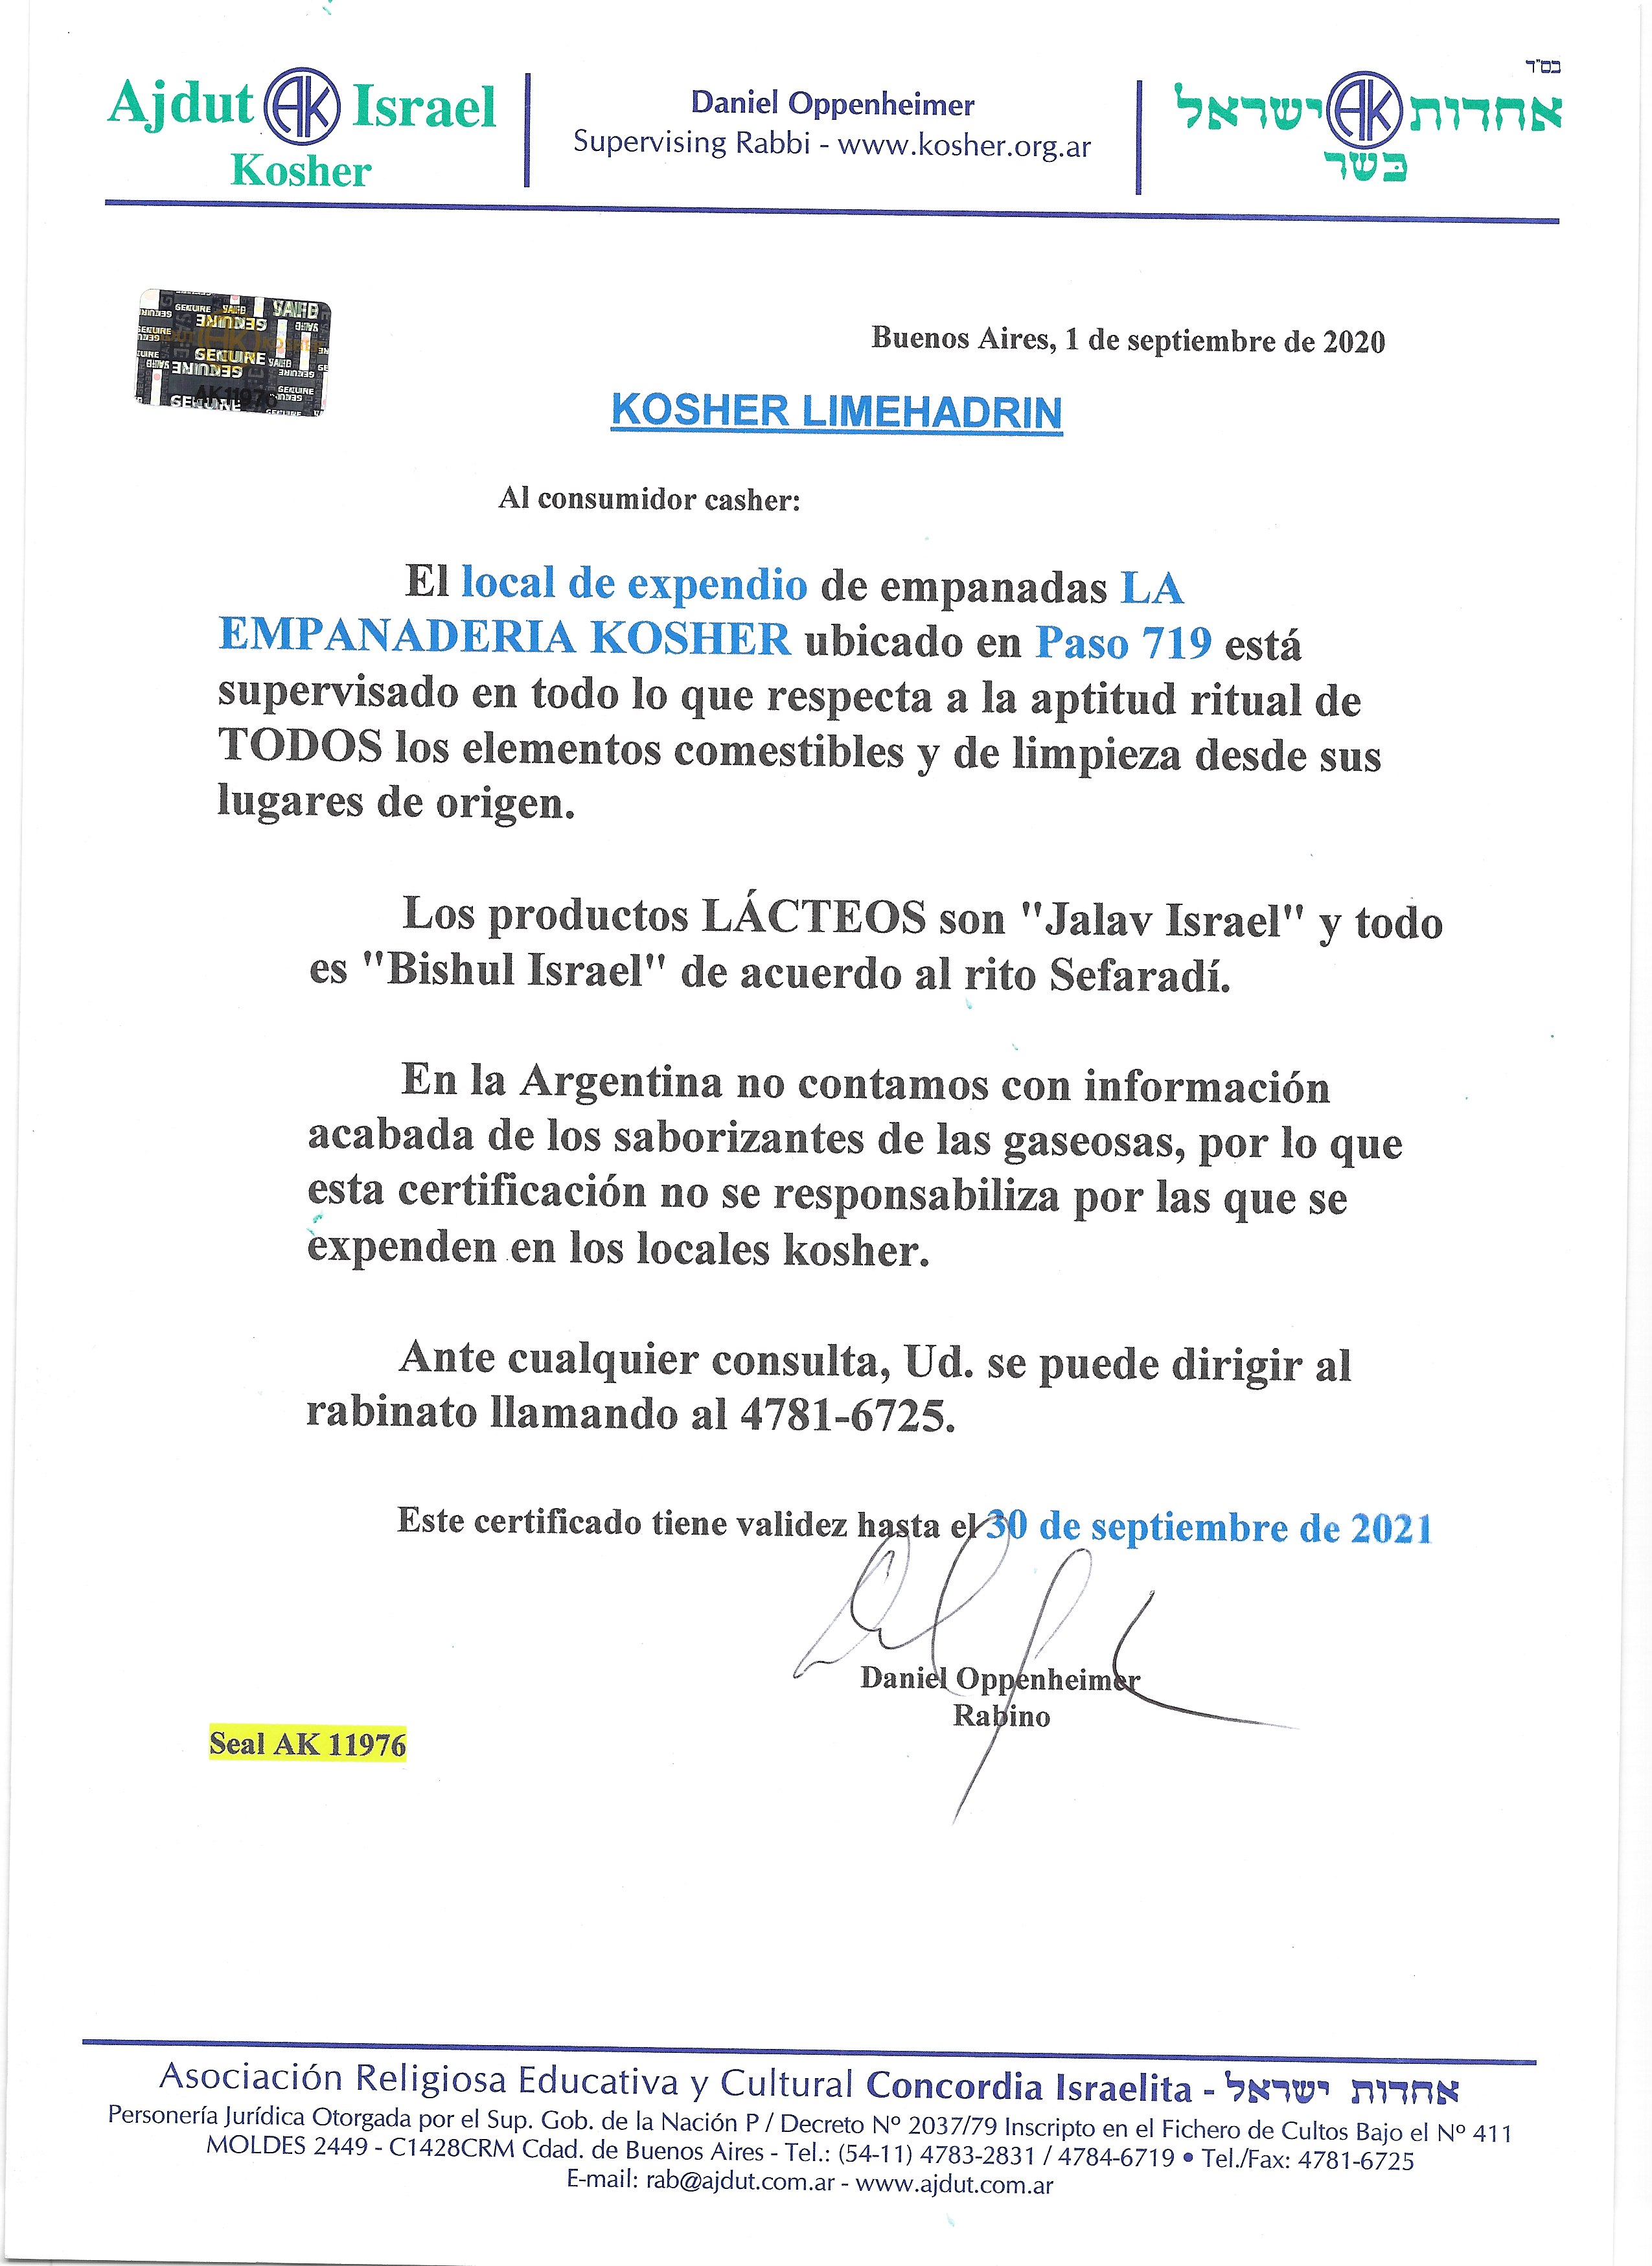 בס"ד
Ajdut AK Israel
Kosher
Daniel Oppenheimer
Supervising Rabbi - www.kosher.org.ar
אחדות AK ישראל
כשר
SAHFD
GENUINE
GENUINE
AK11976
Buenos Aires, 1 de septiembre de 2020
KOSHER LIMEHADRIN
Al consumidor casher:
El local de expendio de empanadas LA
EMPANADERIA KOSHER ubicado en Paso 719 está
supervisado en todo lo que respecta a la aptitud ritual de
TODOS los elementos comestibles y de limpieza desde sus
lugares de origen.
Los productos LÁCTEOS son "Jalav Israel" y todo
es "Bishul Israel" de acuerdo al rito Sefaradí.
En la Argentina no contamos con información
acabada de los saborizantes de las gaseosas, por lo que
esta certificación no se responsabiliza por las que se
expenden en los locales kosher.
Ante cualquier consulta, Ud. se puede dirigir al
rabinato llamando al 4781-6725.
Este certificado tiene validez hasta el 30 de septiembre de 2021
Daniel Oppenheimer
Rabino
Seal AK 11976
Asociación Religiosa Educativa y Cultural Concordia Israelita - אחדות ישראל
Personería Jurídica Otorgada por el Sup. Gob. de la Nación P / Decreto Nº 2037/79 Inscripto en el Fichero de Cultos Bajo el Nº 411
MOLDES 2449 - C1428CRM Cdad. de Buenos Aires - Tel.: (54-11) 4783-2831 / 4784-6719 • Tel./Fax: 4781-6725
E-mail: rab@ajdut.com.ar - www.ajdut.com.ar